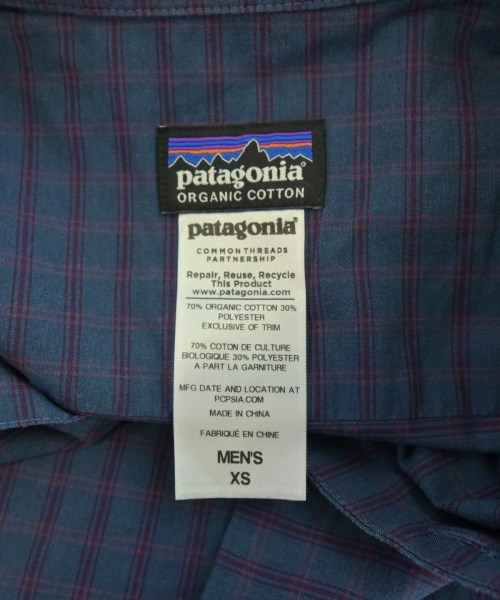 patagonia®
ORGANIC COTTON
patagonia®
COMMON THREADS
PARTNERSHIP
Repair, Reuse, Recycle
This Product
www.patagonia.com
70% ORGANIC COTTON 30%
POLYESTER
EXCLUSIVE OF TRIM
70% COTON DE CULTURE
BIOLOGIQUE 30% POLYESTER
A PART LA GARNITURE
MFG DATE AND LOCATION AT
PCPSIA.COM
MADE IN CHINA
FABRIQUÉ EN CHINE
MEN'S
XS